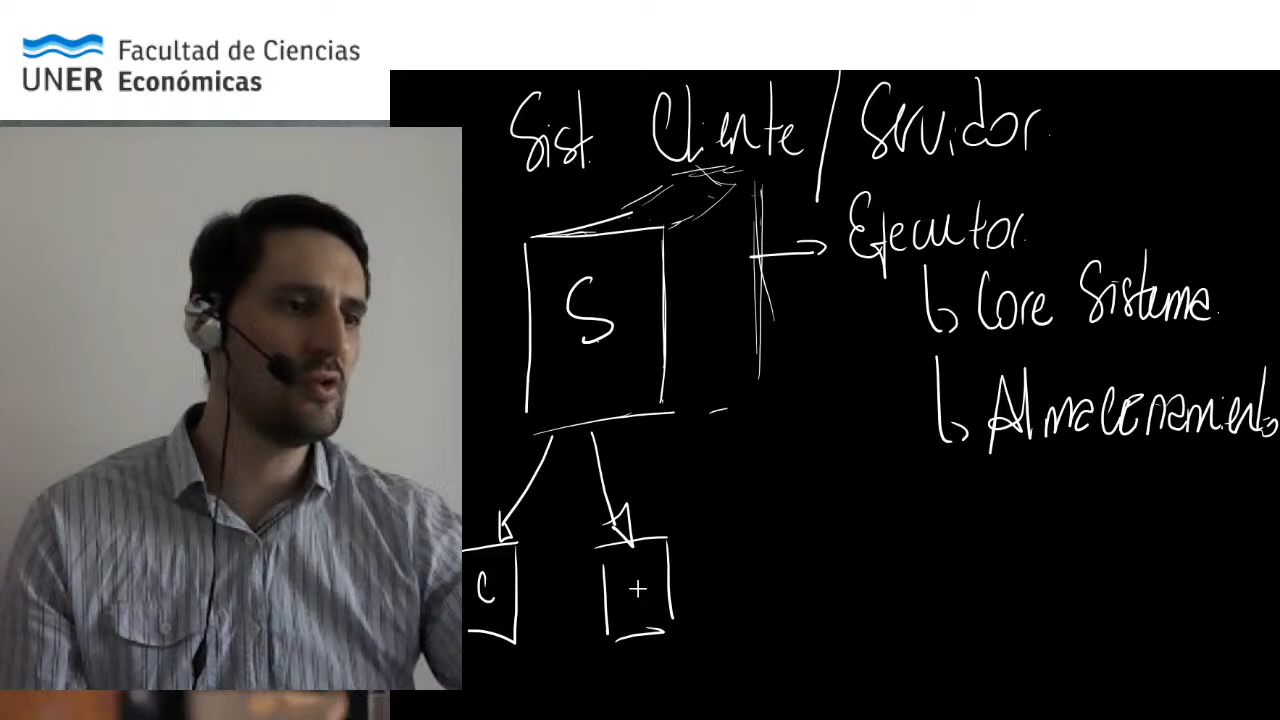 Facultad de Ciencias
UNER Económicas
Sist Cliente / Servidor
Ejecutor
Core Sistema
S
Almacenamiento
C
+